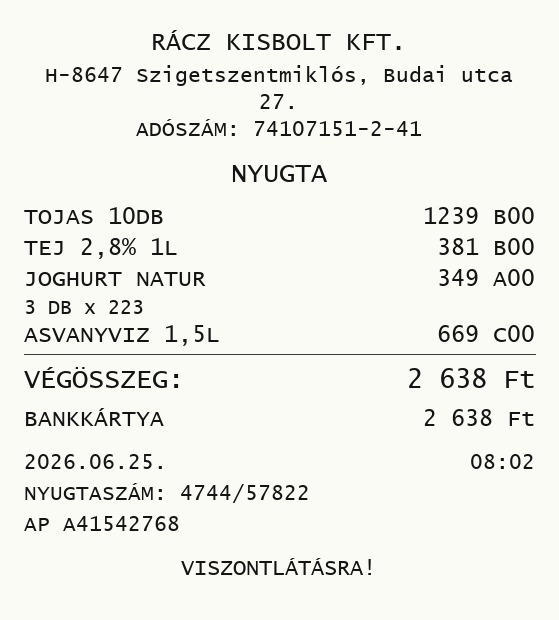 RÁCZ KISBOLT KFT.
H-8647 Szigetszentmiklós, Budai utca
27.
ADÓSZÁM: 74107151-2-41
NYUGTA
TOJAS 10DB 1239 B00
TEJ 2,8% 1L 381 B00
JOGHURT NATUR 349 A00
3 DB x 223
ASVANYVIZ 1,5L 669 C00
VÉGÖSSZEG: 2 638 Ft
BANKKÁRTYA 2 638 Ft
2026.06.25. 08:02
NYUGTASZÁM: 4744/57822
AP A41542768
VISZONTLÁTÁSRA!